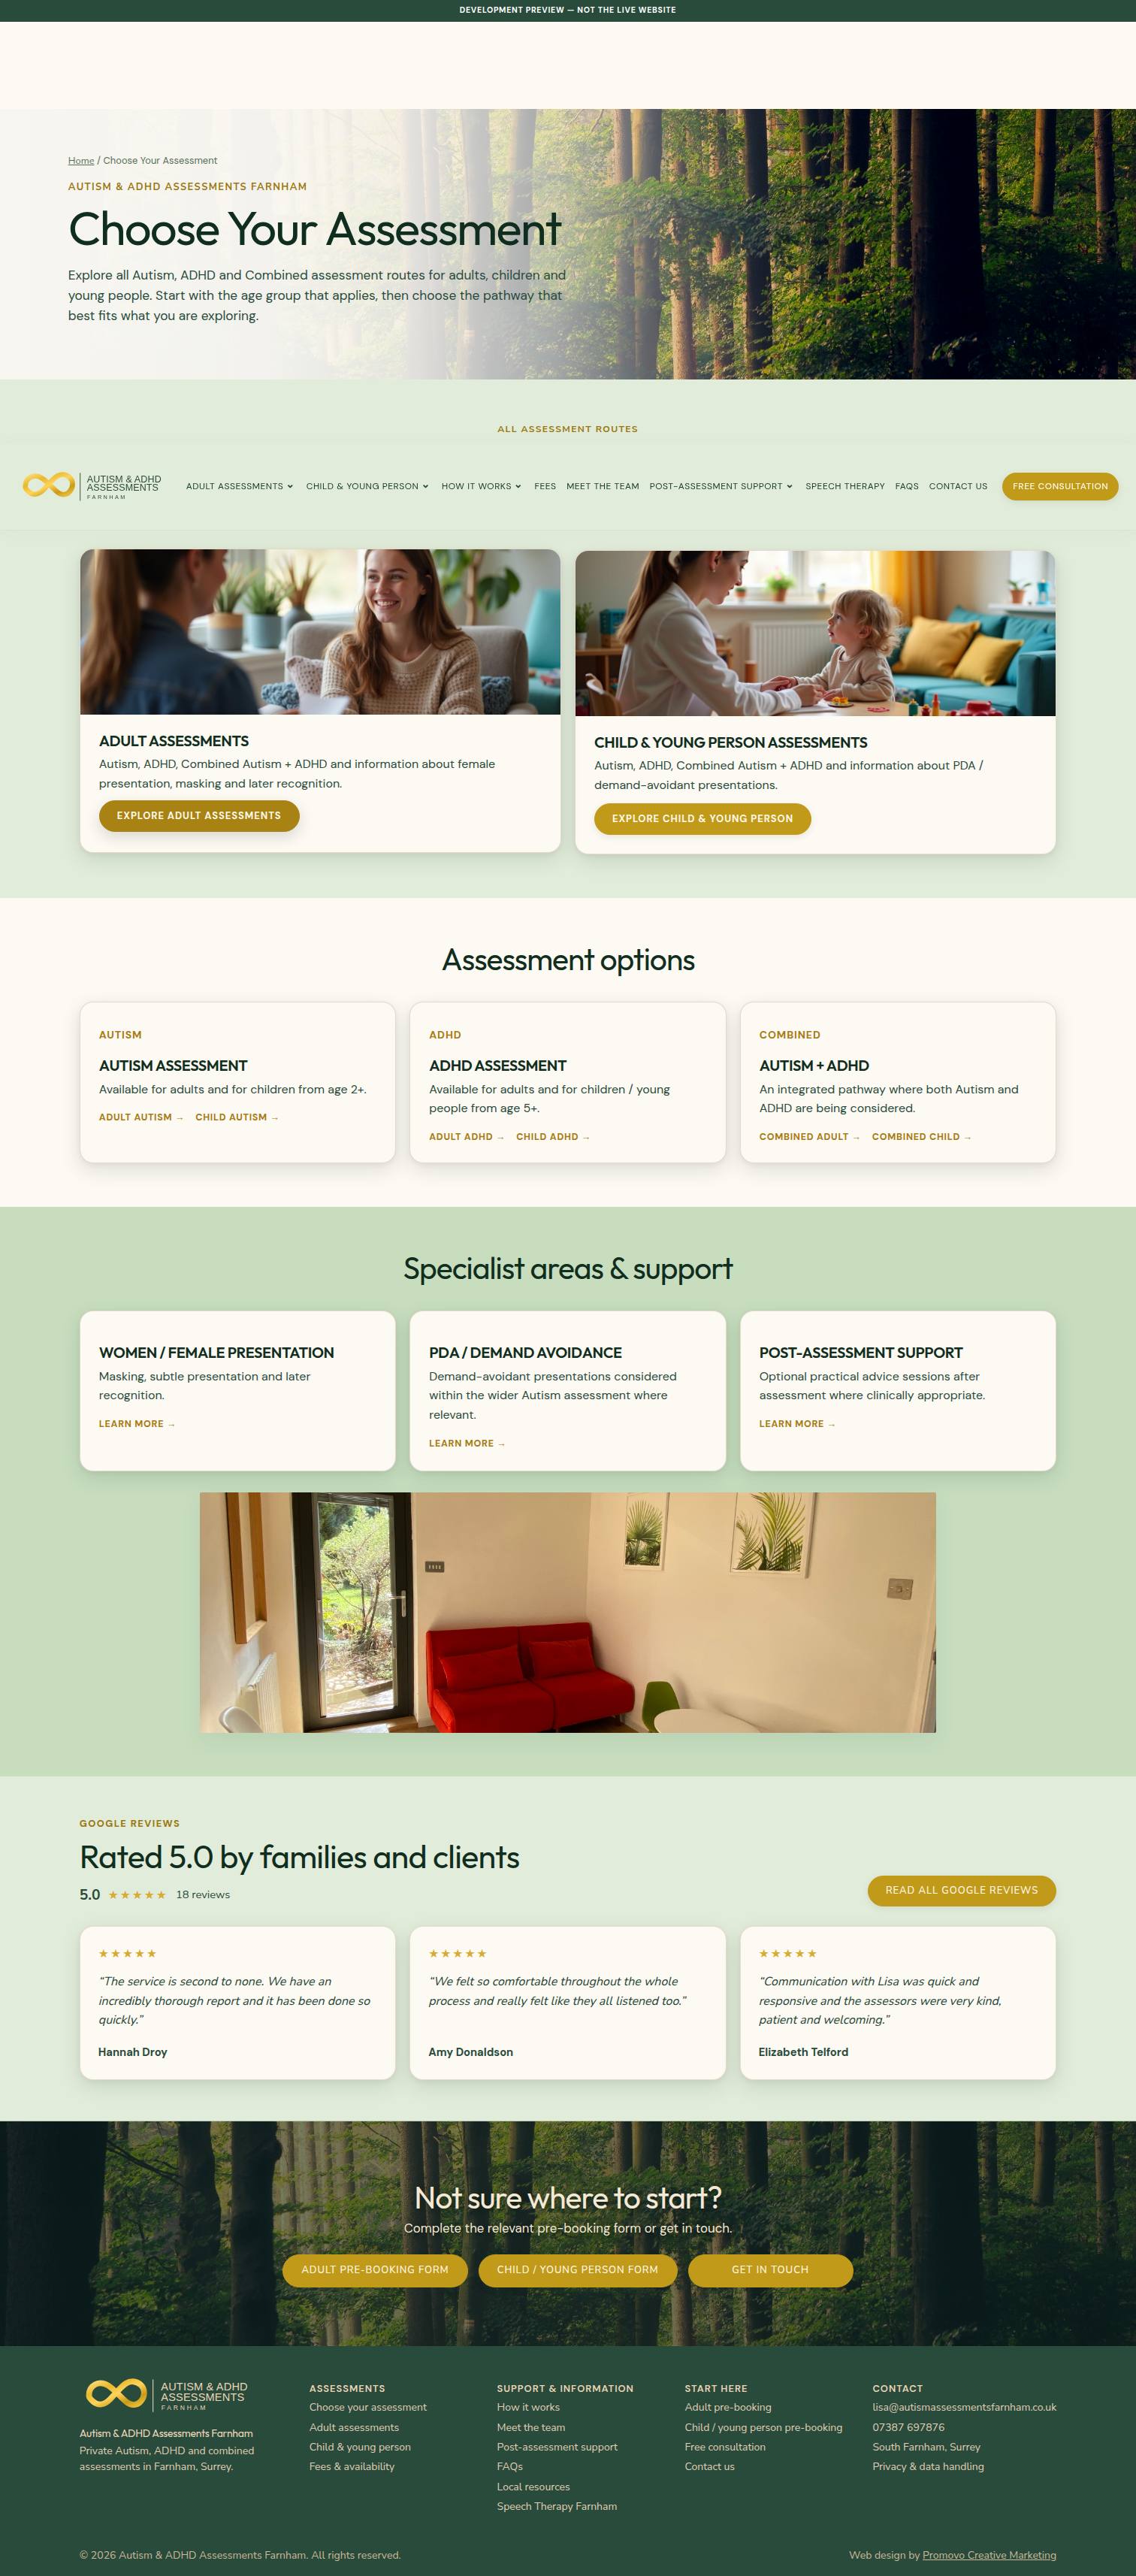 DEVELOPMENT PREVIEW — NOT THE LIVE WEBSITE
Home / Choose Your Assessment
AUTISM & ADHD ASSESSMENTS FARNHAM
Choose Your Assessment
Explore all Autism, ADHD and Combined assessment routes for adults, children and
young people. Start with the age group that applies, then choose the pathway that
best fits what you are exploring.
ALL ASSESSMENT ROUTES
AUTISM & ADHD
ASSESSMENTS
FARNHAM
ADULT ASSESSMENTS CHILD & YOUNG PERSON HOW IT WORKS FEES MEET THE TEAM POST-ASSESSMENT SUPPORT SPEECH THERAPY FAQS CONTACT US FREE CONSULTATION
ADULT ASSESSMENTS
Autism, ADHD, Combined Autism + ADHD and information about female
presentation, masking and later recognition.
EXPLORE ADULT ASSESSMENTS
CHILD & YOUNG PERSON ASSESSMENTS
Autism, ADHD, Combined Autism + ADHD and information about PDA /
demand-avoidant presentations.
EXPLORE CHILD & YOUNG PERSON
Assessment options
AUTISM
AUTISM ASSESSMENT
Available for adults and for children from age 2+.
ADULT AUTISM → CHILD AUTISM →
ADHD
ADHD ASSESSMENT
Available for adults and for children / young
people from age 5+.
ADULT ADHD → CHILD ADHD →
COMBINED
AUTISM + ADHD
An integrated pathway where both Autism and
ADHD are being considered.
COMBINED ADULT → COMBINED CHILD →
Specialist areas & support
WOMEN / FEMALE PRESENTATION
Masking, subtle presentation and later
recognition.
LEARN MORE →
PDA / DEMAND AVOIDANCE
Demand-avoidant presentations considered
within the wider Autism assessment where
relevant.
LEARN MORE →
POST-ASSESSMENT SUPPORT
Optional practical advice sessions after
assessment where clinically appropriate.
LEARN MORE →
GOOGLE REVIEWS
Rated 5.0 by families and clients
5.0 ★★★★★ 18 reviews
READ ALL GOOGLE REVIEWS
★★★★★
“The service is second to none. We have an
incredibly thorough report and it has been done so
quickly.”
Hannah Droy
★★★★★
“We felt so comfortable throughout the whole
process and really felt like they all listened too.”
Amy Donaldson
★★★★★
“Communication with Lisa was quick and
responsive and the assessors were very kind,
patient and welcoming.”
Elizabeth Telford
Not sure where to start?
Complete the relevant pre-booking form or get in touch.
ADULT PRE-BOOKING FORM
CHILD / YOUNG PERSON FORM
GET IN TOUCH
AUTISM & ADHD
ASSESSMENTS
FARNHAM
Autism & ADHD Assessments Farnham
Private Autism, ADHD and combined
assessments in Farnham, Surrey.
ASSESSMENTS
Choose your assessment
Adult assessments
Child & young person
Fees & availability
SUPPORT & INFORMATION
How it works
Meet the team
Post-assessment support
FAQs
Local resources
Speech Therapy Farnham
START HERE
Adult pre-booking
Child / young person pre-booking
Free consultation
Contact us
CONTACT
lisa@autismassessmentsfarnham.co.uk
07387 697876
South Farnham, Surrey
Privacy & data handling
© 2026 Autism & ADHD Assessments Farnham. All rights reserved.
Web design by Promovo Creative Marketing